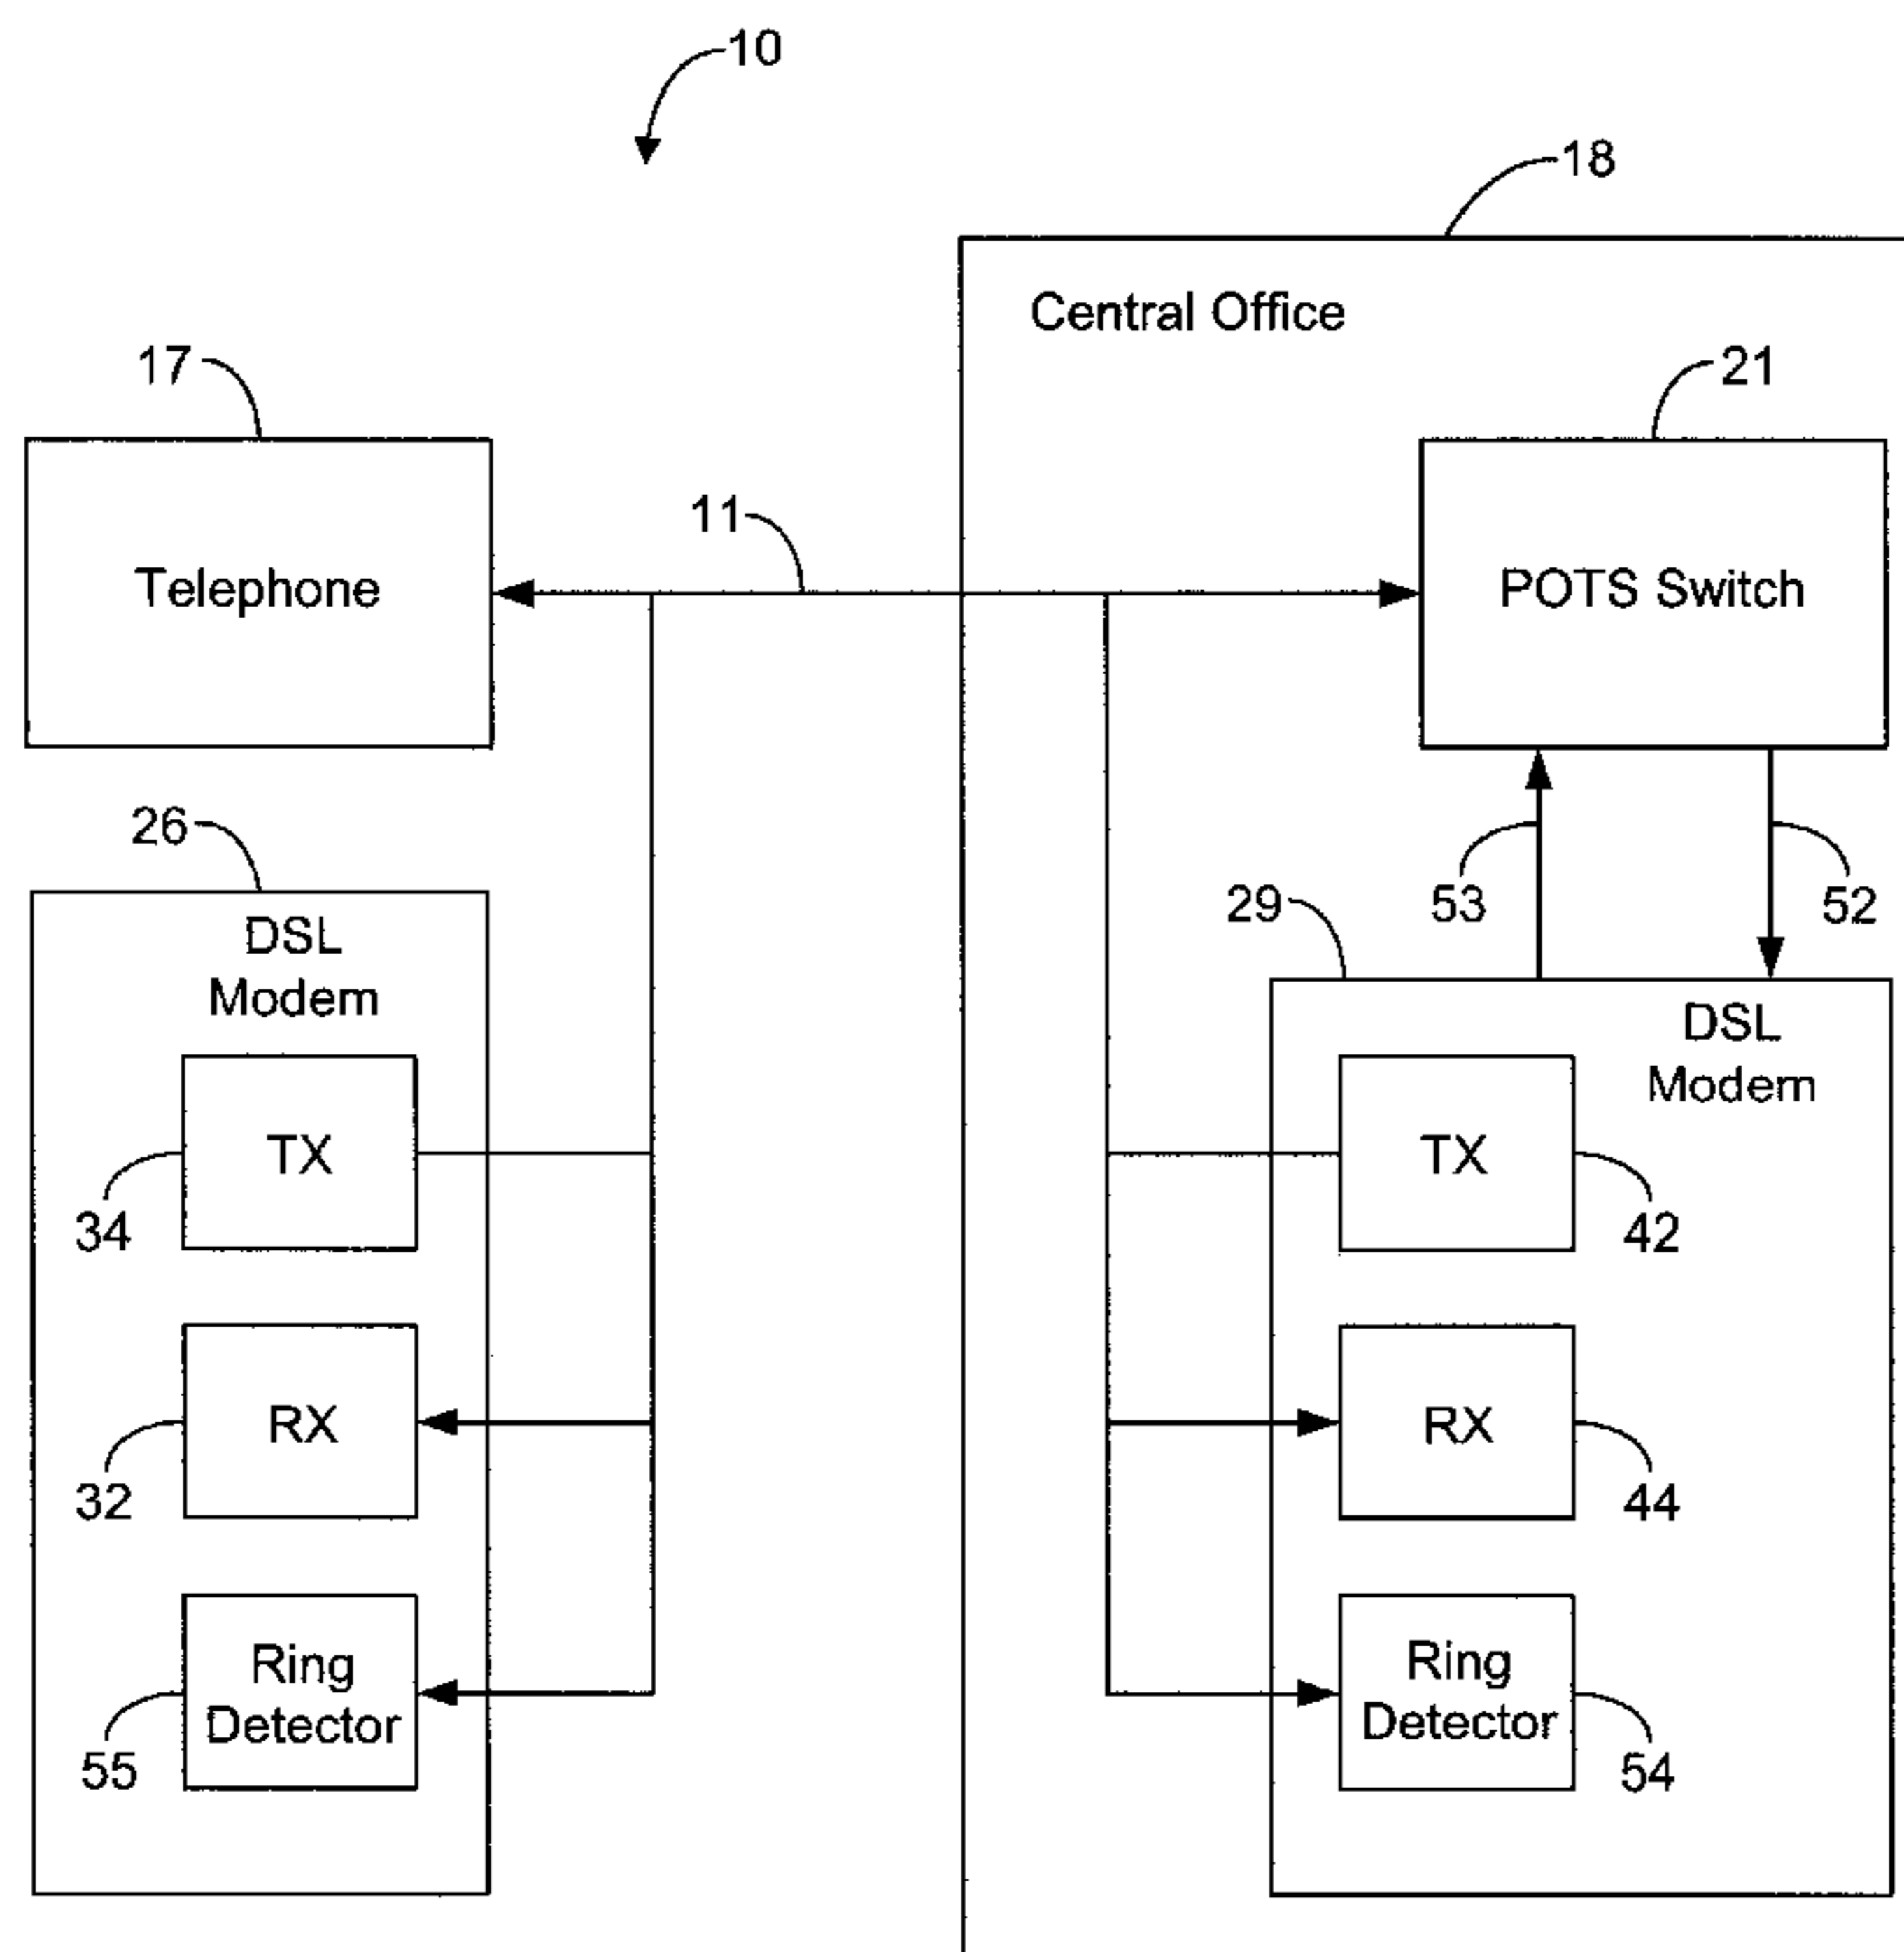 10
18
Central Office
17
21
11
Telephone
POTS Switch
26
53
52
29
DSL
Modem
DSL
Modem
TX
TX
34
42
RX
RX
32
44
Ring
Detector
Ring
Detector
55
54